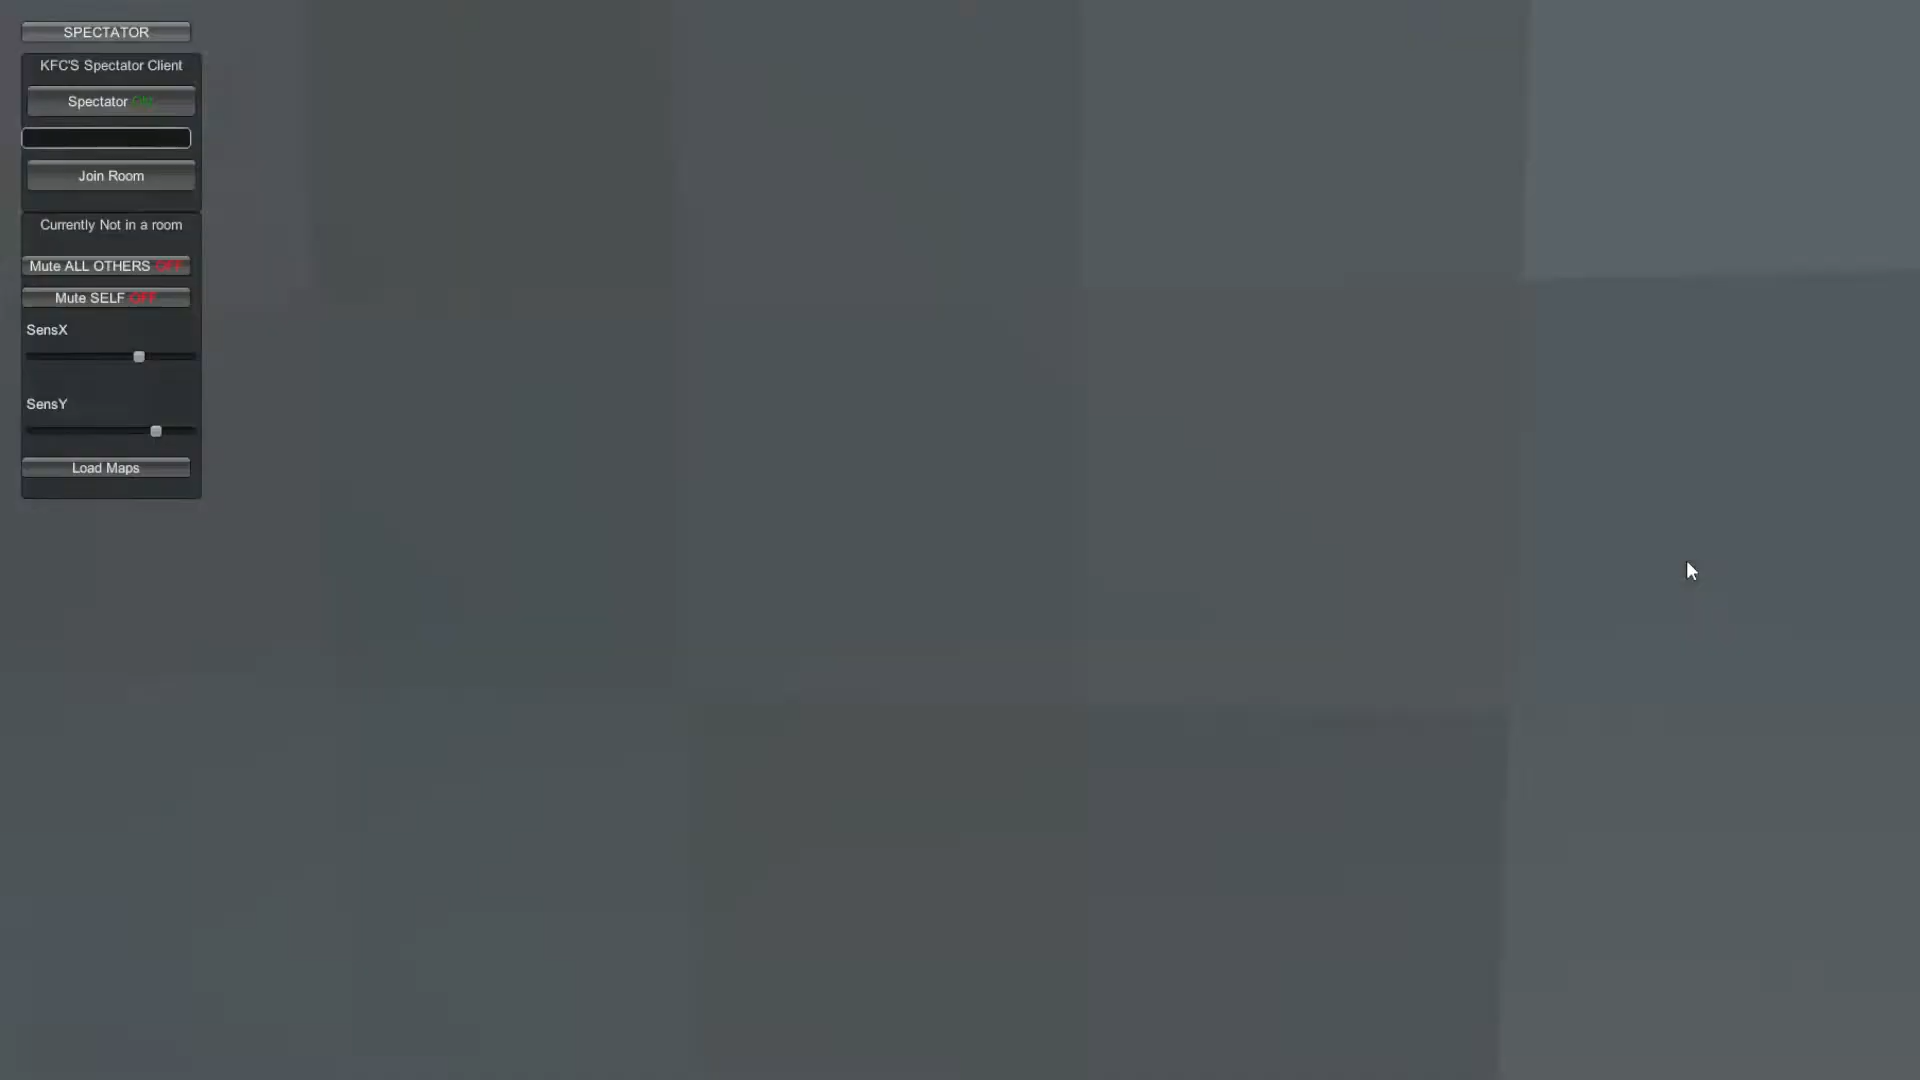 SPECTATOR
KFC'S Spectator Client
Spectator ON
Join Room
Currently Not in a room
Mute ALL OTHERS OFF
Mute SELF OFF
SensX
SensY
Load Maps